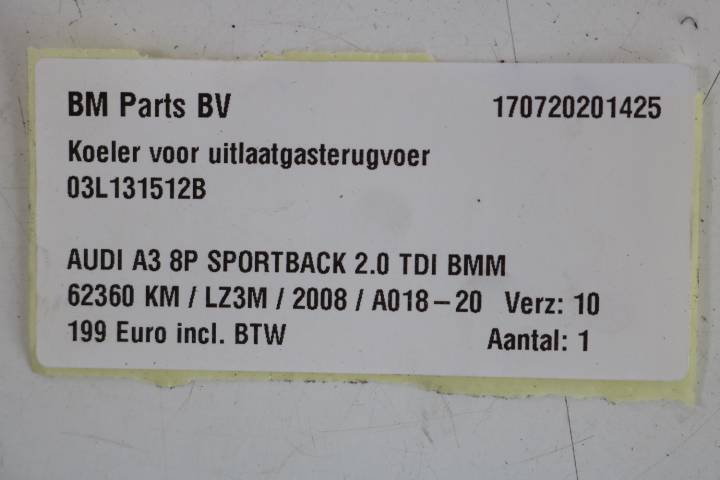 BM Parts BV 170720201425
Koeler voor uitlaatgasterugvoer
03L131512B
AUDI A3 8P SPORTBACK 2.0 TDI BMM
62360 KM / LZ3M / 2008 / A018-20 Verz: 10
199 Euro incl. BTW Aantal: 1